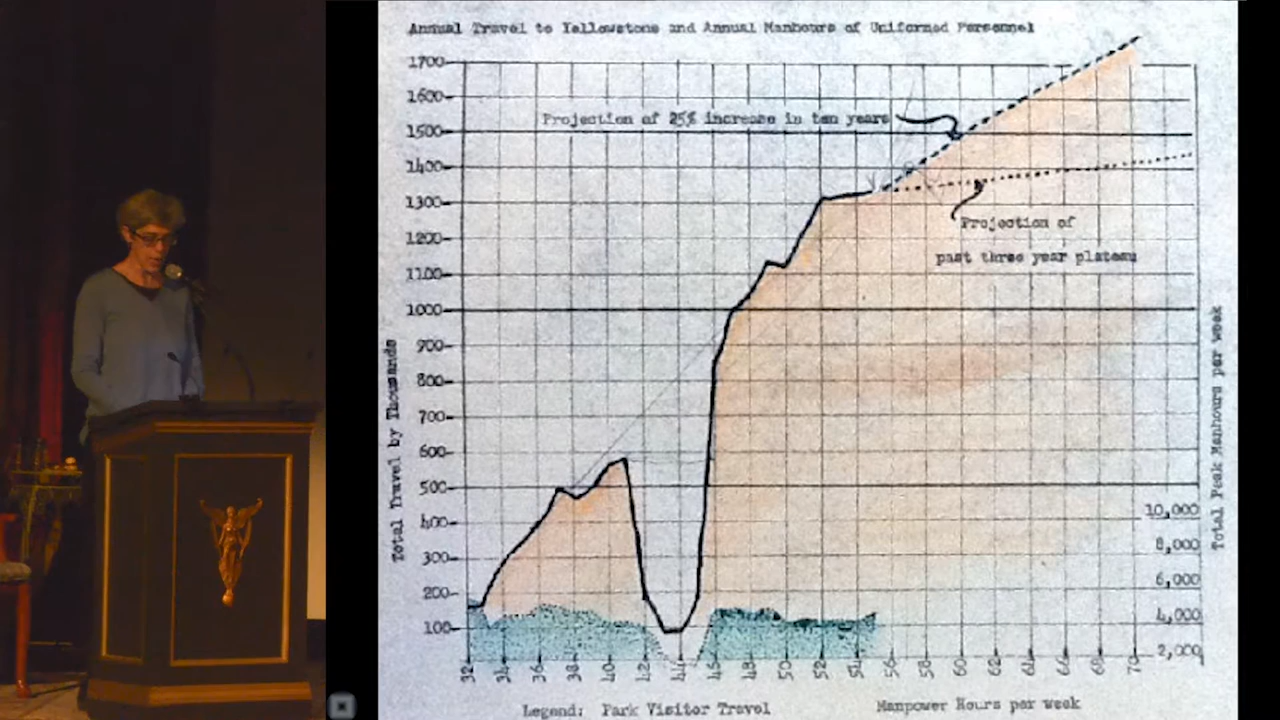 Annual Travel to Yellowstone and Annual Manhours of Uniformed Personnel
1700
1600
Projection of 25% increase in ten years
1500
1400
1300
Projection of
1200
past three year plateau
1100
1000
900
800
700
600
500
10,000
400
8,000
300
6,000
200
4,000
100
2,000
Total Travel by Thousands
Total Peak Manhours per week
32 34 36 38 40 42 44 46 48 50 52 54 56 58 60 62 64 66 68 70
Legend: Park Visitor Travel Manpower Hours per week